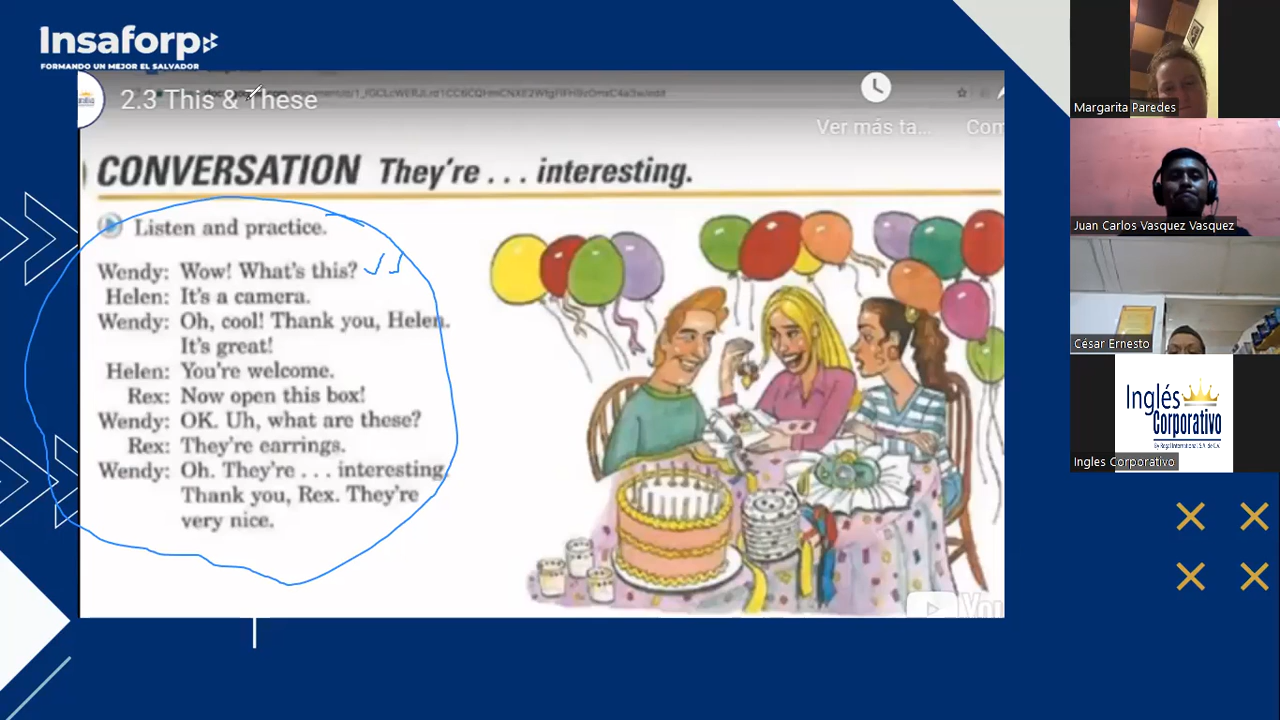 Insaforp
FORMANDO UN MEJOR EL SALVADOR
2.3 This & These
Ver más ta...
Com
CONVERSATION They're . . . interesting.
Listen and practice.
Wendy: Wow! What's this?
Helen: It's a camera.
Wendy: Oh, cool! Thank you, Helen.
It's great!
Helen: You're welcome.
Rex: Now open this box!
Wendy: OK. Uh, what are these?
Rex: They're earrings.
Wendy: Oh. They're . . . interesting
Thank you, Rex. They're
very nice.
You
Margarita Paredes
Juan Carlos Vasquez Vasquez
César Ernesto
Inglés
Corporativo
Ingles Corporativo